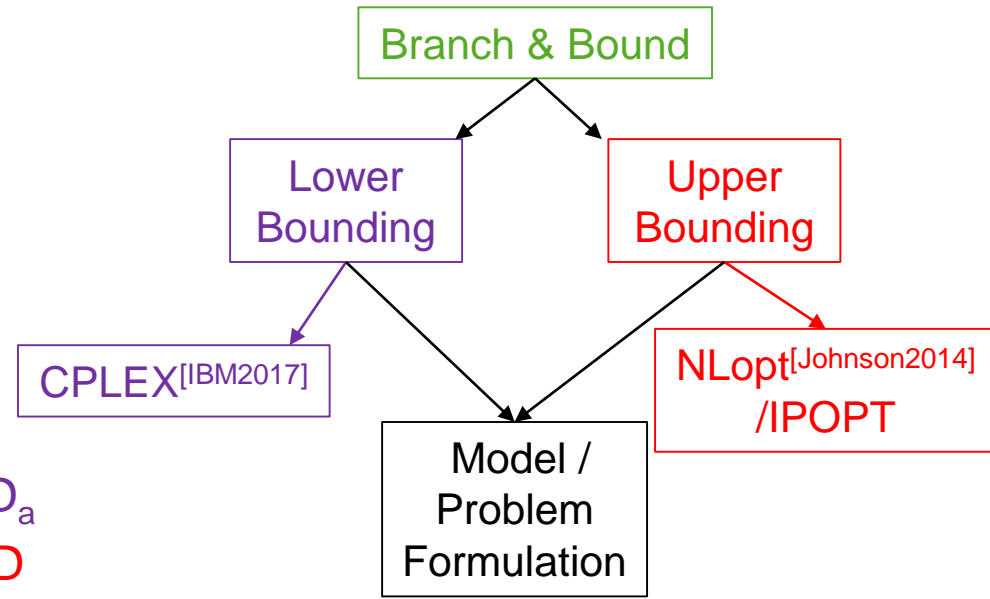 Branch & Bound
Lower
Bounding
Upper
Bounding
CPLEX[IBM2017]
NLopt[Johnson2014]
/IPOPT
Model /
Problem
Formulation